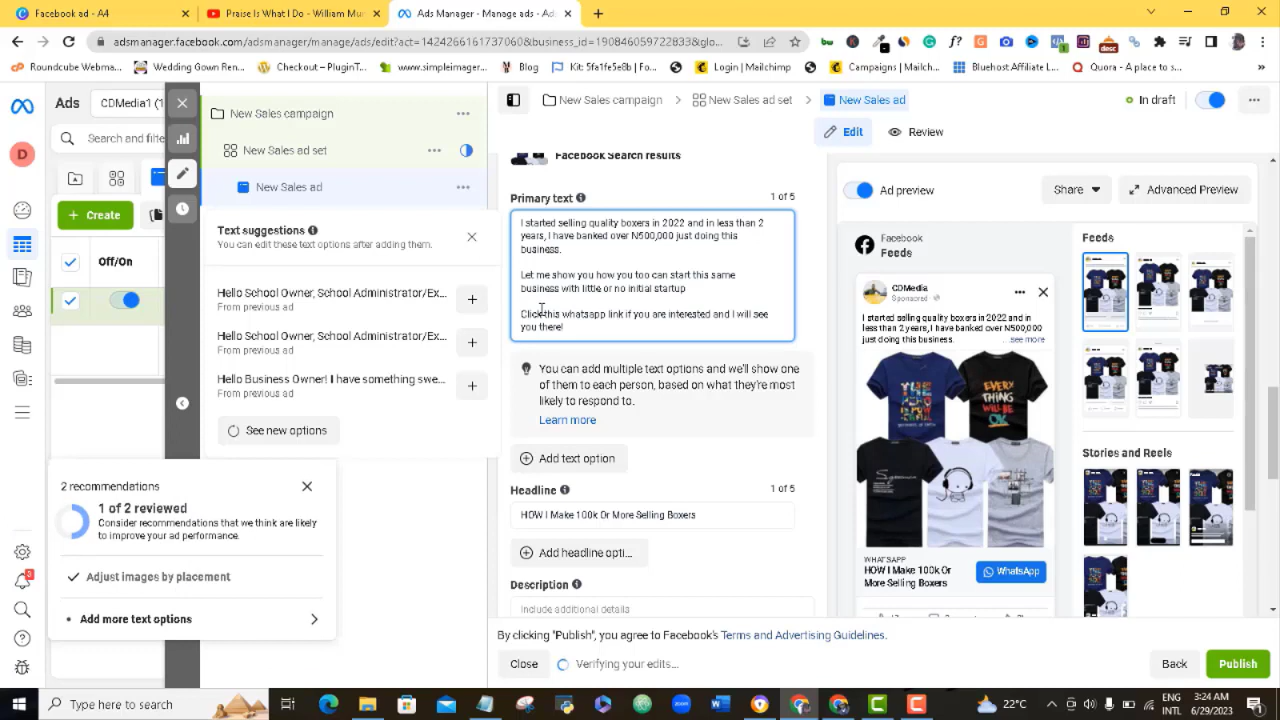 Facebook ad - A4
Praise Is What I Do - William Mu
Ads Manager - Manage ads - Ads
adsmanager.facebook.com/adsmanager/manage/ads/edit?act=1424266161737060&business_id=190846059722833&glo...
Roundcube Webma...
Wedding Gown Ren...
Checkout – PluginT...
www.simpleimager...
Blog
Kit: 5fa1fe5e8b | Fo...
Login | Mailchimp
Campaigns | Mailch...
Bluehost Affiliate L...
Quora - A place to s...
Ads
CDMedia1 (1
Search and filte
Create
Off/On
New Sales campaign
New Sales ad set
New Sales ad
Text suggestions
You can edit these text options after adding them.
Hello School Owner, School Administrator/Ex...
From previous ad
Hello School Owner, School Administrator/Ex...
From previous ad
Hello Business Owner! I have something swe...
From previous ad
See new options
2 recommendations
1 of 2 reviewed
Consider recommendations that we think are likely
to improve your ad performance.
Adjust images by placement
Add more text options
New Sales campaign
New Sales ad set
New Sales ad
In draft
Edit
Review
Facebook Search results
Primary text
1 of 5
I started selling quality boxers in 2022 and in less than 2
years, I have banked over N500,000 just doing this
business.
Let me show you how you too can start this same
business with little or no initial startup
Click this whatsapp link if you are interested and I will see
you there!
You can add multiple text options and we'll show one
of them to each person, based on what they're most
likely to respond to.
Learn more
Add text option
Headline
1 of 5
HOW I Make 100k Or More Selling Boxers
Add headline opti...
Description
Include additional details
Ad preview
Share
Advanced Preview
Facebook
Feeds
CDMedia
Sponsored
I started selling quality boxers in 2022 and in
less than 2 years, I have banked over N500,000
just doing this business.
... see more
EVERY
THING
WILL BE
OK
WHATSAPP
HOW I Make 100k Or
More Selling Boxers
WhatsApp
Feeds
Stories and Reels
By clicking "Publish", you agree to Facebook's Terms and Advertising Guidelines.
Close
Verifying your edits...
Back
Publish
Type here to search
22°C
ENG
INTL
3:24 AM
6/29/2023